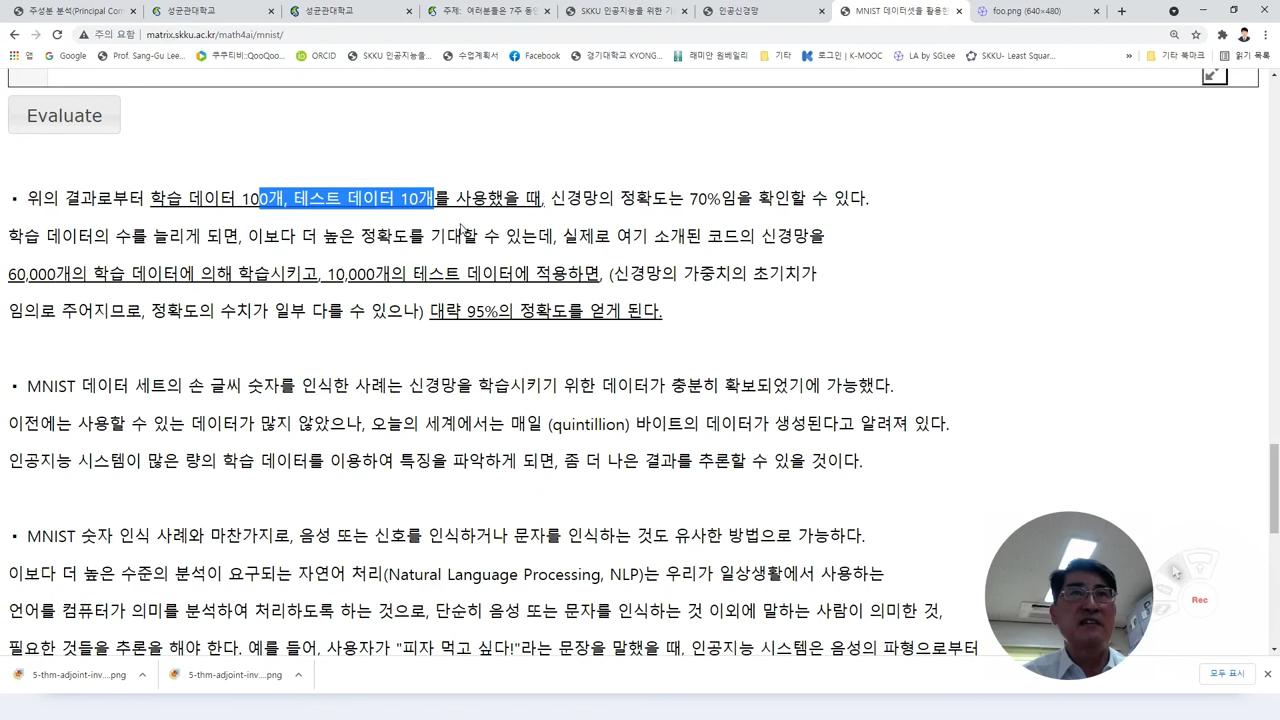 주성분 분석(Principal Com
성균관대학교
성균관대학교
주제: 여러분들은 7주 동안
SKKU 인공지능을 위한 기
인공신경망
MNIST 데이터셋을 활용한
foo.png (640×480)
주의 요함 | matrix.skku.ac.kr/math4ai/mnist/
앱
Google
Prof. Sang-Gu Lee...
쿠쿠티비::QooQoo...
ORCID
SKKU 인공지능을...
수업계획서
Facebook
경기대학교 KYONG...
래미안 원베일리
기타
로그인 | K-MOOC
LA by SGLee
SKKU- Least Squar...
»
기타 북마크
읽기 목록
Evaluate
▪ 위의 결과로부터 학습 데이터 100개, 테스트 데이터 10개를 사용했을 때, 신경망의 정확도는 70%임을 확인할 수 있다.
학습 데이터의 수를 늘리게 되면, 이보다 더 높은 정확도를 기대할 수 있는데, 실제로 여기 소개된 코드의 신경망을
60,000개의 학습 데이터에 의해 학습시키고, 10,000개의 테스트 데이터에 적용하면, (신경망의 가중치의 초기치가
임의로 주어지므로, 정확도의 수치가 일부 다를 수 있으나) 대략 95%의 정확도를 얻게 된다.
▪ MNIST 데이터 세트의 손 글씨 숫자를 인식한 사례는 신경망을 학습시키기 위한 데이터가 충분히 확보되었기에 가능했다.
이전에는 사용할 수 있는 데이터가 많지 않았으나, 오늘의 세계에서는 매일 (quintillion) 바이트의 데이터가 생성된다고 알려져 있다.
인공지능 시스템이 많은 량의 학습 데이터를 이용하여 특징을 파악하게 되면, 좀 더 나은 결과를 추론할 수 있을 것이다.
▪ MNIST 숫자 인식 사례와 마찬가지로, 음성 또는 신호를 인식하거나 문자를 인식하는 것도 유사한 방법으로 가능하다.
이보다 더 높은 수준의 분석이 요구되는 자연어 처리(Natural Language Processing, NLP)는 우리가 일상생활에서 사용하는
언어를 컴퓨터가 의미를 분석하여 처리하도록 하는 것으로, 단순히 음성 또는 문자를 인식하는 것 이외에 말하는 사람이 의미한 것,
필요한 것들을 추론을 해야 한다. 예를 들어, 사용자가 "피자 먹고 싶다!"라는 문장을 말했을 때, 인공지능 시스템은 음성의 파형으로부터
Rec
5-thm-adjoint-inv....png
5-thm-adjoint-inv....png
모두 표시